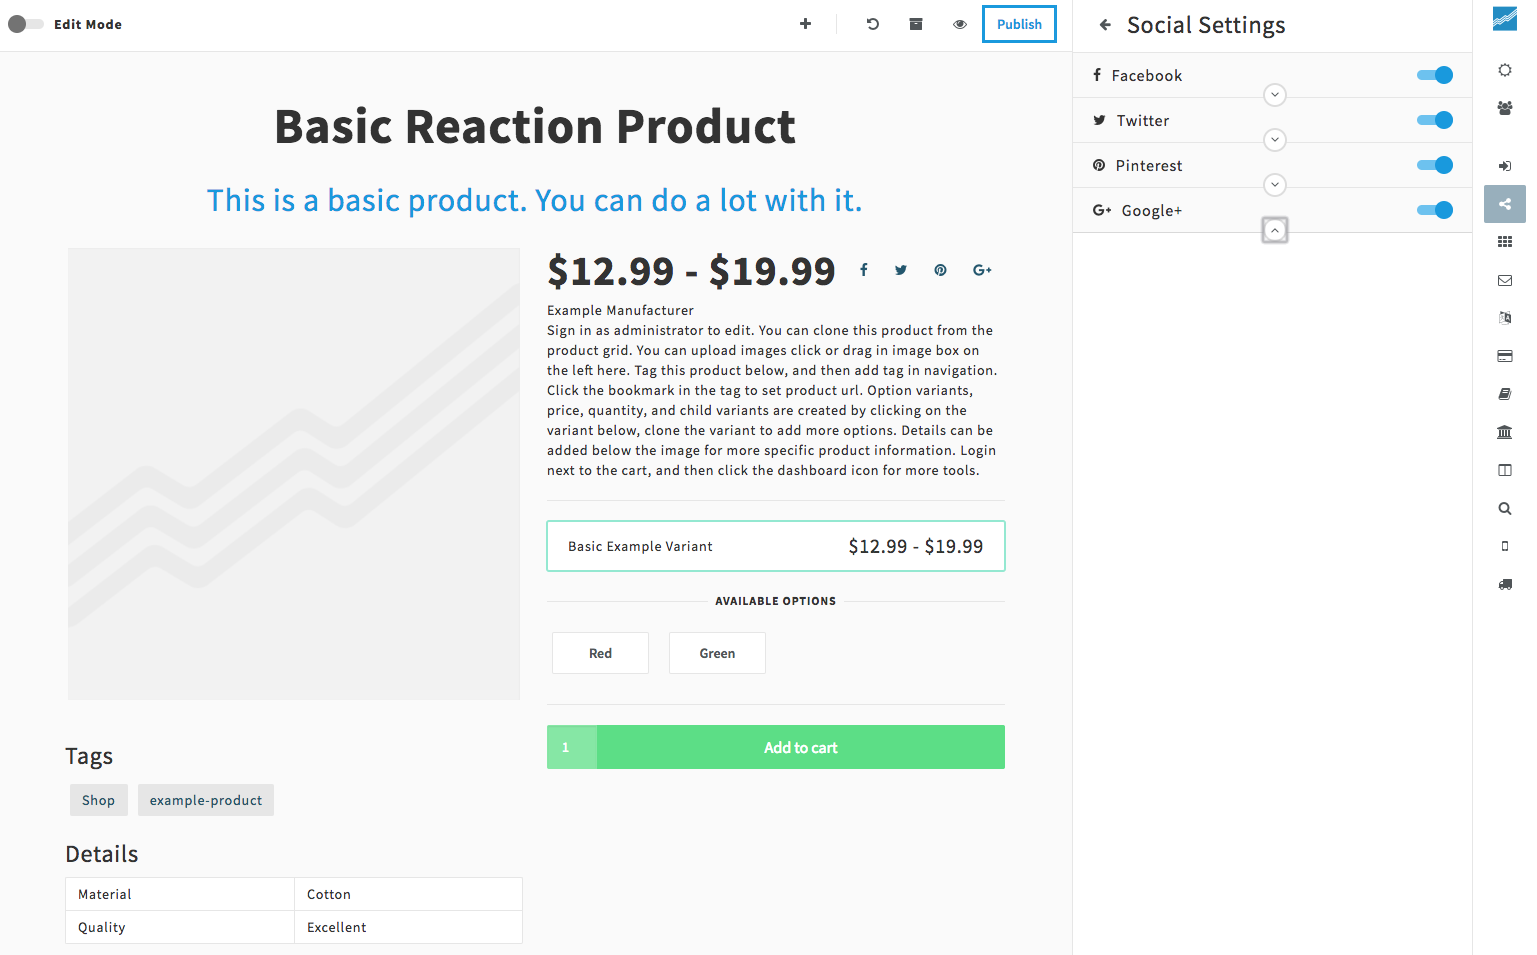 Edit Mode
Publish
Basic Reaction Product
This is a basic product. You can do a lot with it.
$12.99 - $19.99
Example Manufacturer
Sign in as administrator to edit. You can clone this product from the
product grid. You can upload images click or drag in image box on
the left here. Tag this product below, and then add tag in navigation.
Click the bookmark in the tag to set product url. Option variants,
price, quantity, and child variants are created by clicking on the
variant below, clone the variant to add more options. Details can be
added below the image for more specific product information. Login
next to the cart, and then click the dashboard icon for more tools.
Basic Example Variant $12.99 - $19.99
AVAILABLE OPTIONS
Red Green
1 Add to cart
Tags
Shop example-product
Details
Material Cotton
Quality Excellent
Social Settings
Facebook
Twitter
Pinterest
Google+